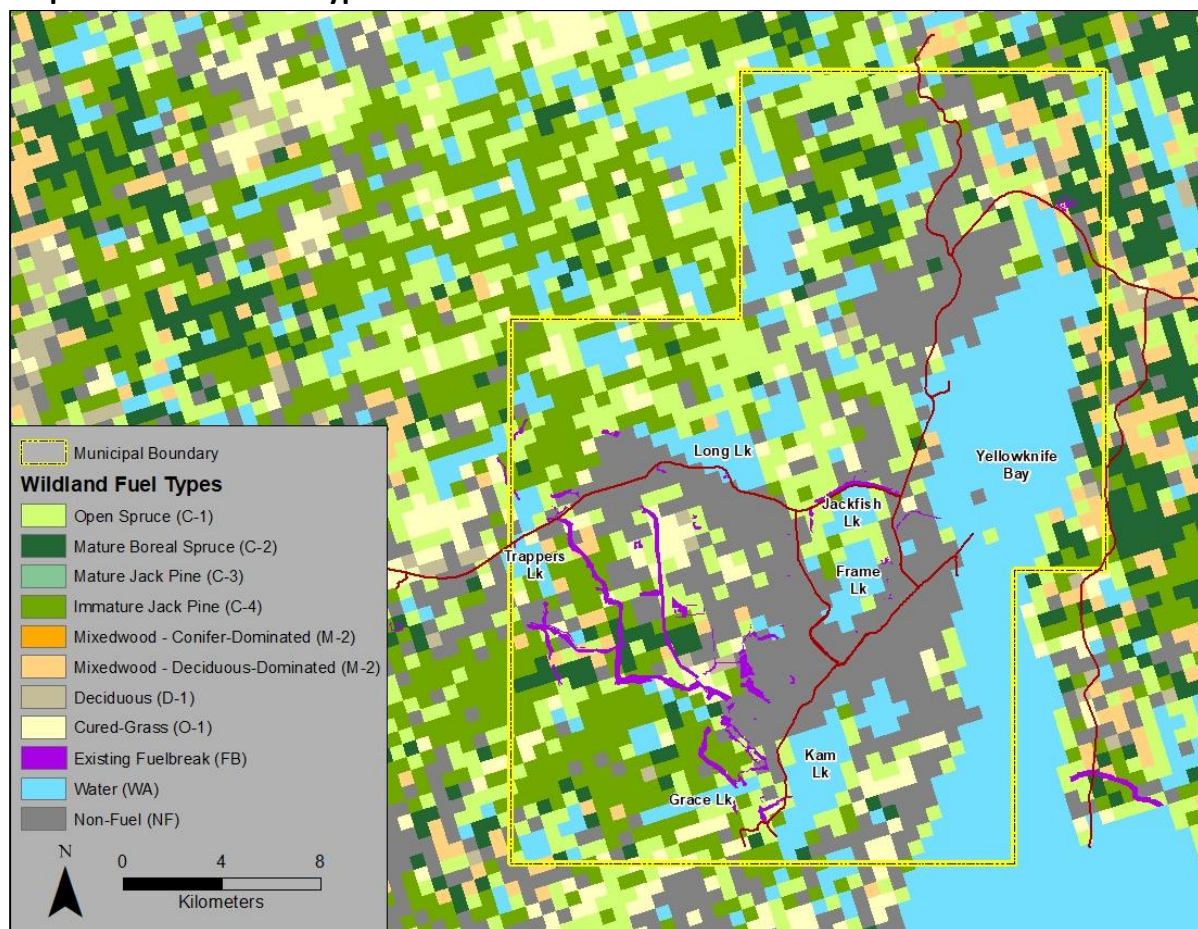 Long Lk
Yellowknife
Bay
Jackfish
Lk
Trappers
Lk
Frame
Lk
Kam
Lk
Grace Lk
Municipal Boundary
Wildland Fuel Types
Open Spruce (C-1)
Mature Boreal Spruce (C-2)
Mature Jack Pine (C-3)
Immature Jack Pine (C-4)
Mixedwood - Conifer-Dominated (M-2)
Mixedwood - Deciduous-Dominated (M-2)
Deciduous (D-1)
Cured-Grass (O-1)
Existing Fuelbreak (FB)
Water (WA)
Non-Fuel (NF)
N
0 4 8
Kilometers